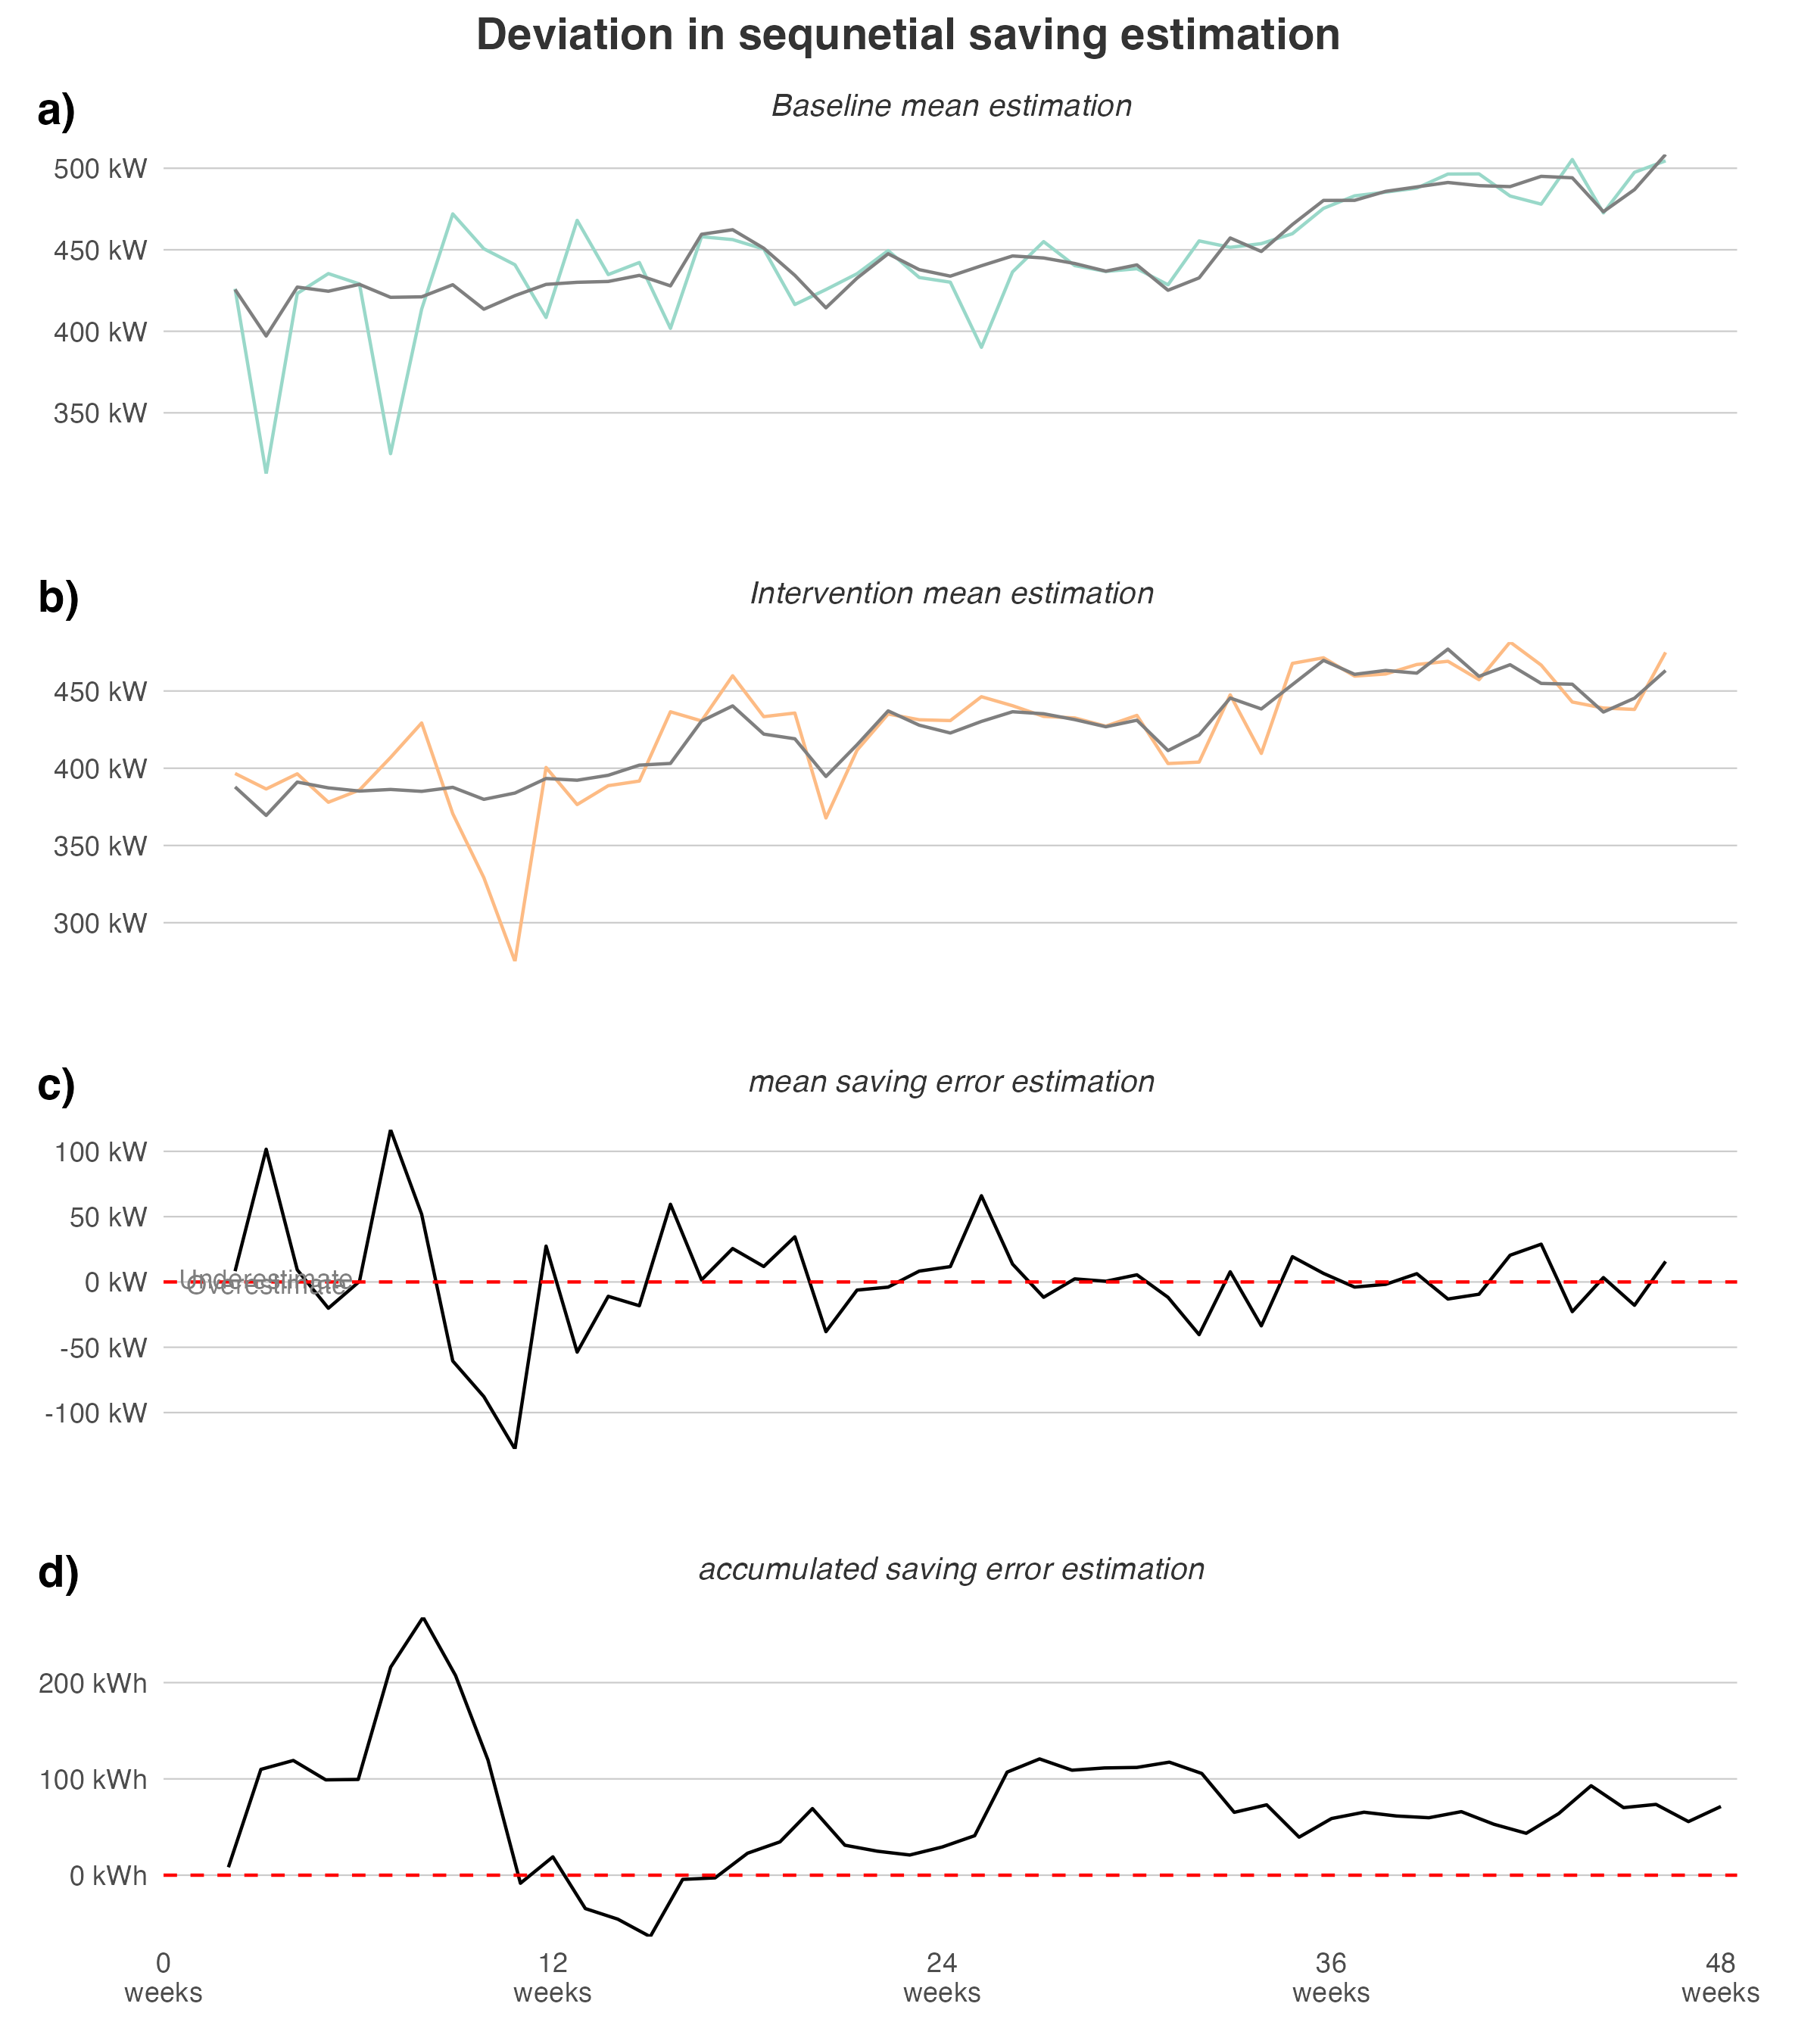 Deviation in sequnetial saving estimation
a)
Baseline mean estimation
500 kW
450 kW
400 kW
350 kW
b)
Intervention mean estimation
450 kW
400 kW
350 kW
300 kW
c)
mean saving error estimation
100 kW
50 kW
Underestimate
Overestimate
0 kW
-50 kW
-100 kW
d)
accumulated saving error estimation
200 kWh
100 kWh
0 kWh
0 12 24 36 48
weeks weeks weeks weeks weeks